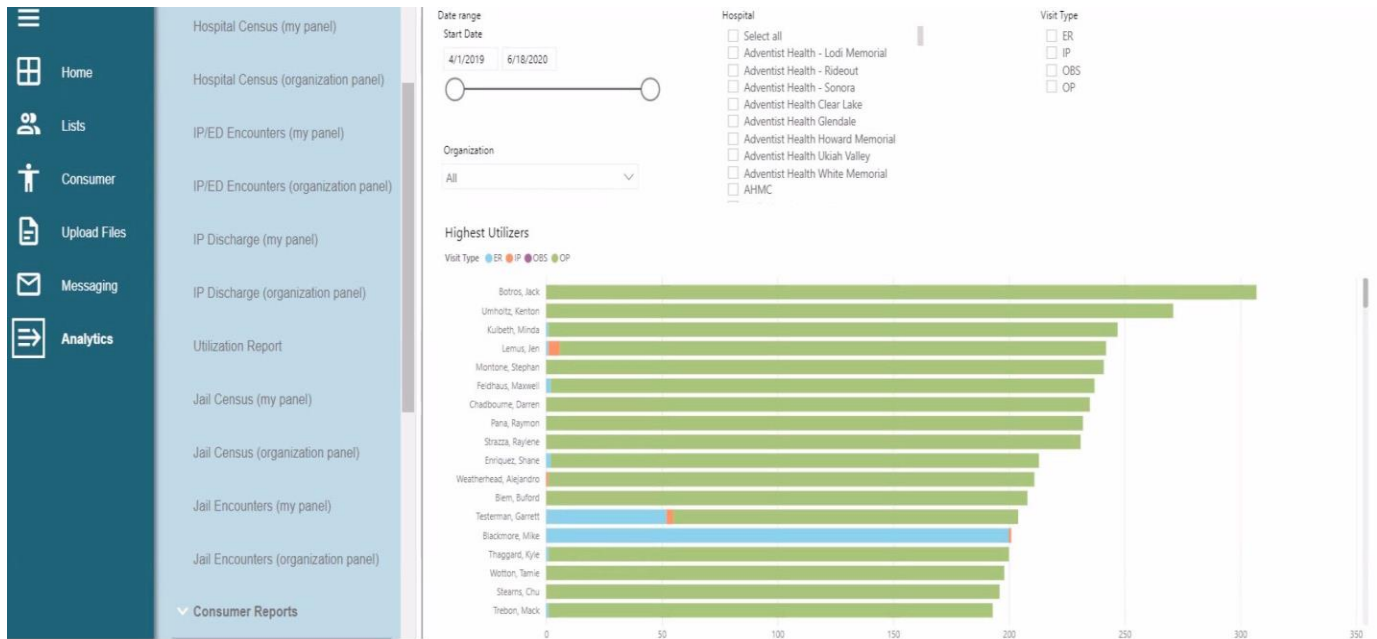 Home
Lists
Consumer
Upload Files
Messaging
Analytics
Hospital Census (my panel)
Hospital Census (organization panel)
IP/ED Encounters (my panel)
IP/ED Encounters (organization panel)
IP Discharge (my panel)
IP Discharge (organization panel)
Utilization Report
Jail Census (my panel)
Jail Census (organization panel)
Jail Encounters (my panel)
Jail Encounters (organization panel)
Consumer Reports
Date range
Start Date
4/1/2019 6/18/2020
Organization
All
Hospital
Select all
Adventist Health - Lodi Memorial
Adventist Health - Rideout
Adventist Health - Sonora
Adventist Health Clear Lake
Adventist Health Glendale
Adventist Health Howard Memorial
Adventist Health Ukiah Valley
Adventist Health White Memorial
AHMC
Visit Type
ER
IP
OBS
OP
Highest Utilizers
Visit Type ER IP OBS OP
Botros, Jack
Umholtz, Kenton
Kulbeth, Minda
Lemus, Jen
Montone, Stephan
Feidhaus, Maxwell
Chadbourne, Darren
Pana, Raymon
Strazza, Raylene
Enriquez, Shane
Weatherhead, Alejandro
Biem, Buford
Testerman, Garrett
Blackmore, Mike
Thaggard, Kyle
Wotton, Tamie
Stearns, Chu
Trebon, Mack
0 50 100 150 200 250 300 350